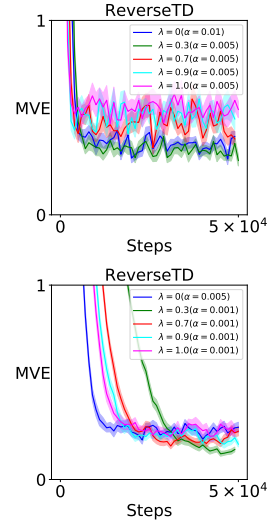 ReverseTD
1
λ = 0(α = 0.01)
λ = 0.3(α = 0.005)
λ = 0.7(α = 0.005)
λ = 0.9(α = 0.005)
λ = 1.0(α = 0.005)
MVE
0
0
5 × 10⁴
Steps
ReverseTD
1
λ = 0(α = 0.005)
λ = 0.3(α = 0.001)
λ = 0.7(α = 0.001)
λ = 0.9(α = 0.001)
λ = 1.0(α = 0.001)
MVE
0
0
5 × 10⁴
Steps